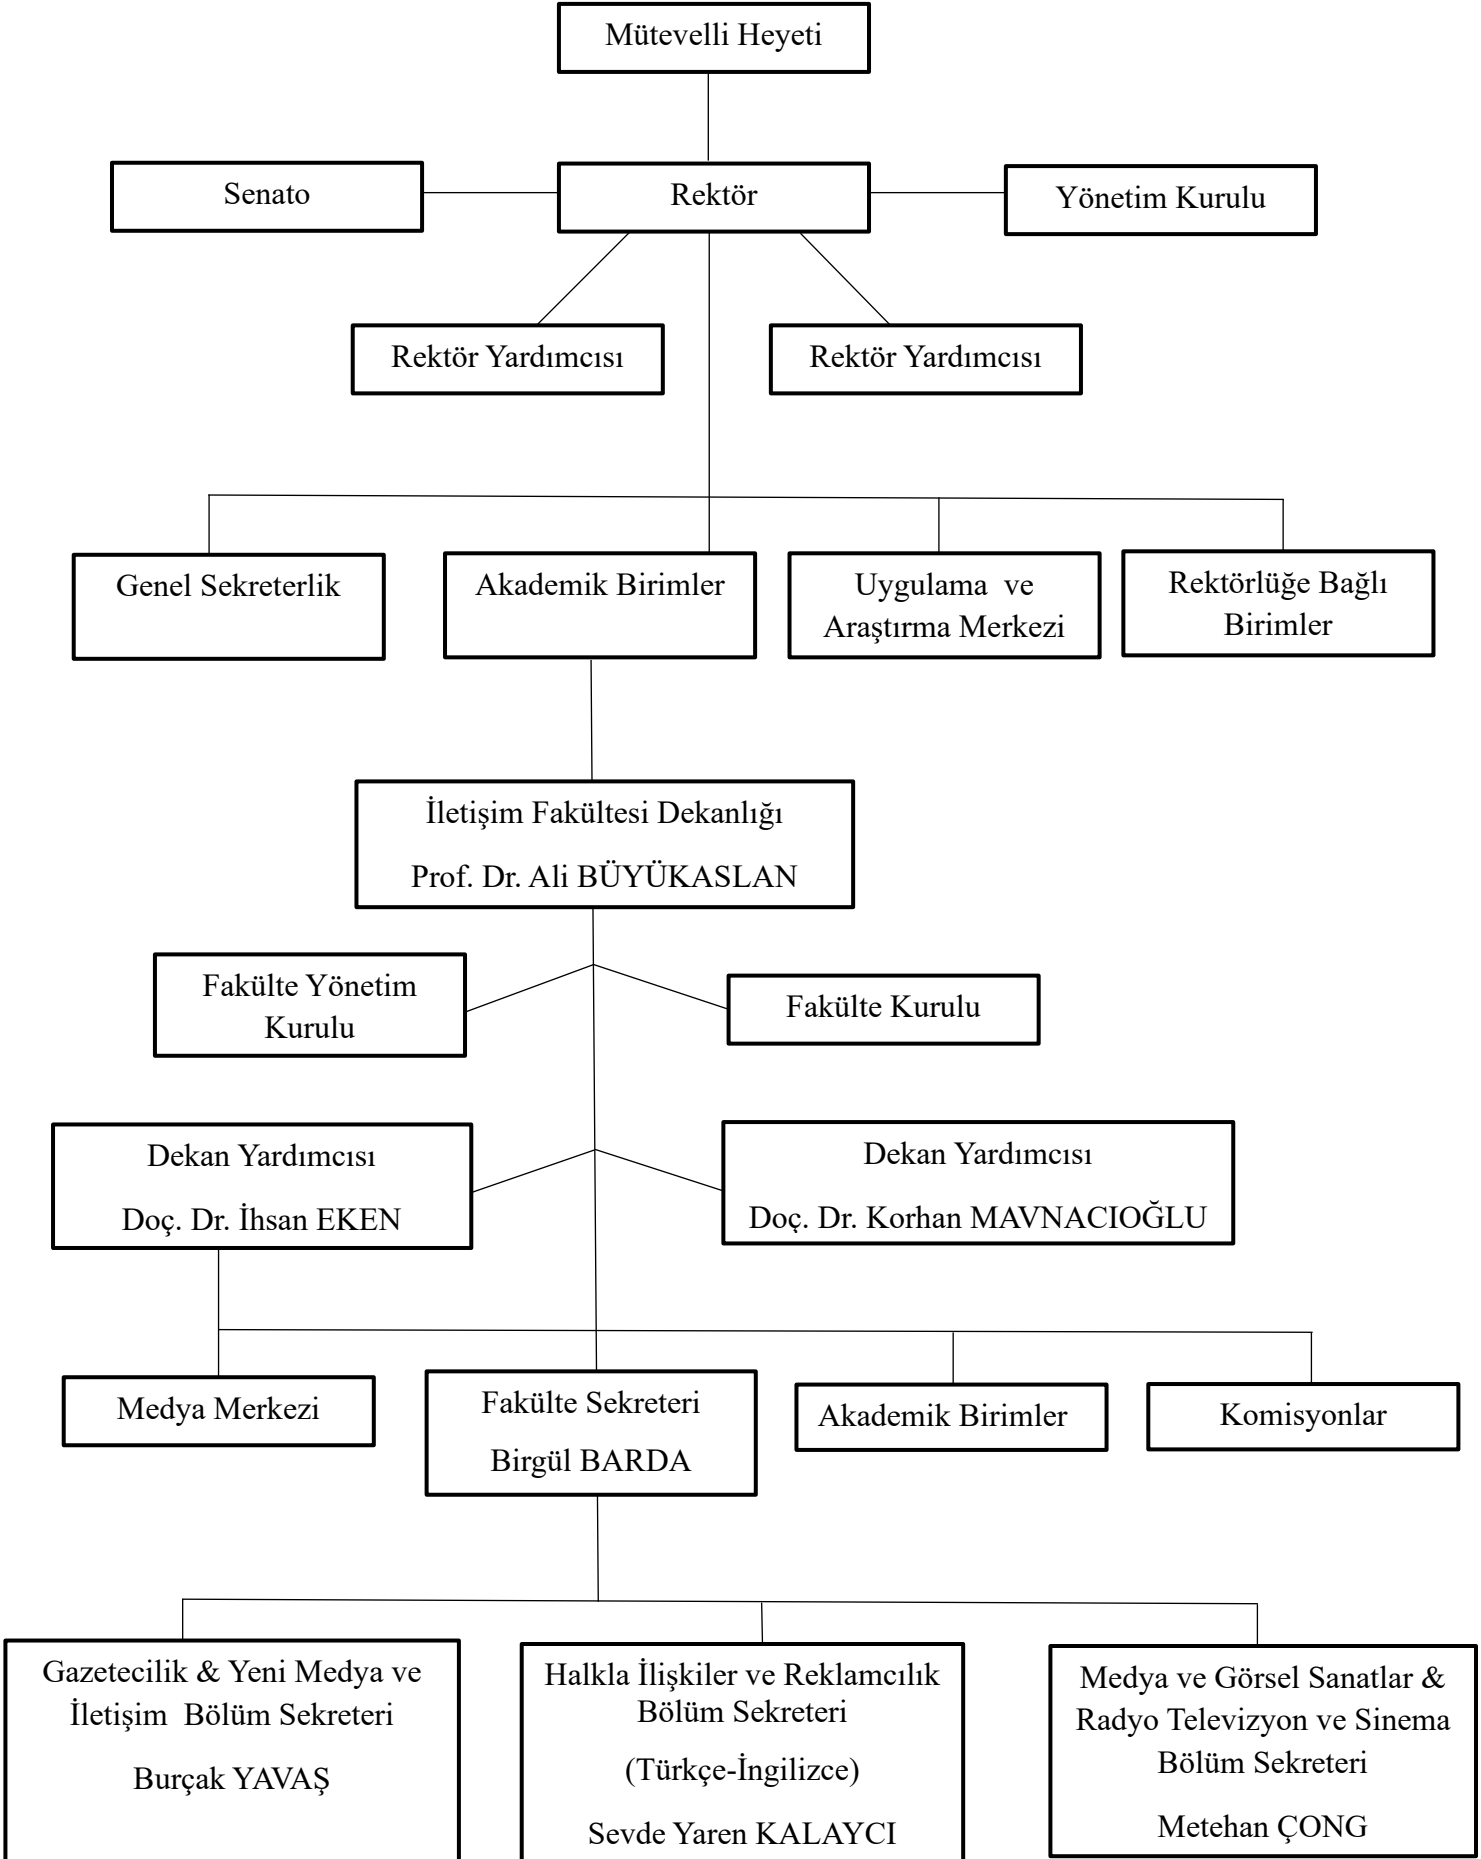 Mütevelli Heyeti
Senato
Rektör
Yönetim Kurulu
Rektör Yardımcısı
Rektör Yardımcısı
Genel Sekreterlik
Akademik Birimler
Uygulama ve
Araştırma Merkezi
Rektörlüğe Bağlı
Birimler
İletişim Fakültesi Dekanlığı
Prof. Dr. Ali BÜYÜKASLAN
Fakülte Yönetim
Kurulu
Fakülte Kurulu
Dekan Yardımcısı
Doç. Dr. İhsan EKEN
Dekan Yardımcısı
Doç. Dr. Korhan MAVNACIOĞLU
Medya Merkezi
Fakülte Sekreteri
Birgül BARDA
Akademik Birimler
Komisyonlar
Gazetecilik & Yeni Medya ve
İletişim Bölüm Sekreteri
Burçak YAVAŞ
Halkla İlişkiler ve Reklamcılık
Bölüm Sekreteri
(Türkçe-İngilizce)
Sevde Yaren KALAYCI
Medya ve Görsel Sanatlar &
Radyo Televizyon ve Sinema
Bölüm Sekreteri
Metehan ÇONG